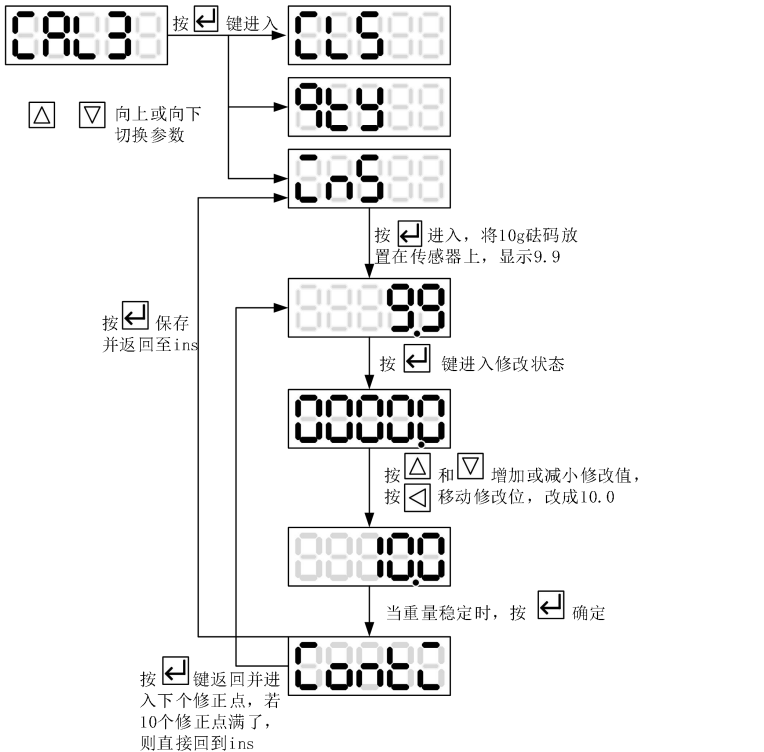 CAL3
按 键进入
CLS
向上或向下
切换参数
qty
InS
按 进入，将10g砝码放
置在传感器上，显示9.9
9.9
按 保存
并返回至ins
按 键进入修改状态
0000.0
按 和 增加或减小修改值，
按 移动修改位，改成10.0
10.0
当重量稳定时，按 确定
按 键返回并进
入下个修正点，若
10个修正点满了，
则直接回到ins